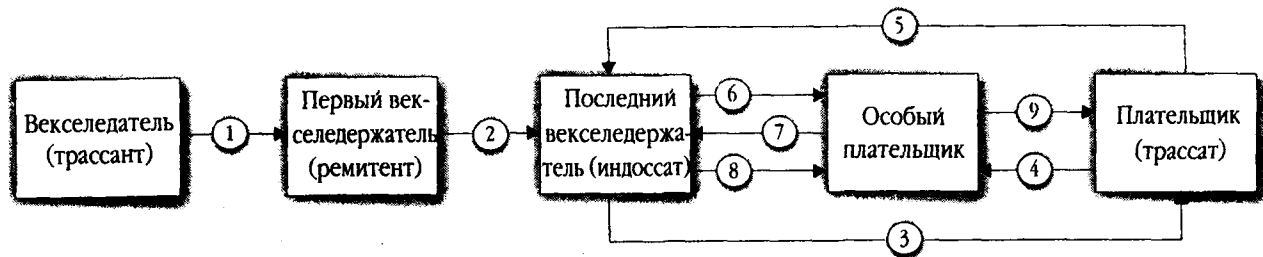 5
Векселедатель
(трассант)
1
Первый век-
селедержатель
(ремитент)
2
Последний
векселедержа-
тель (индоссат)
6
7
8
Особый
плательщик
9
4
Плательщик
(трассат)
3